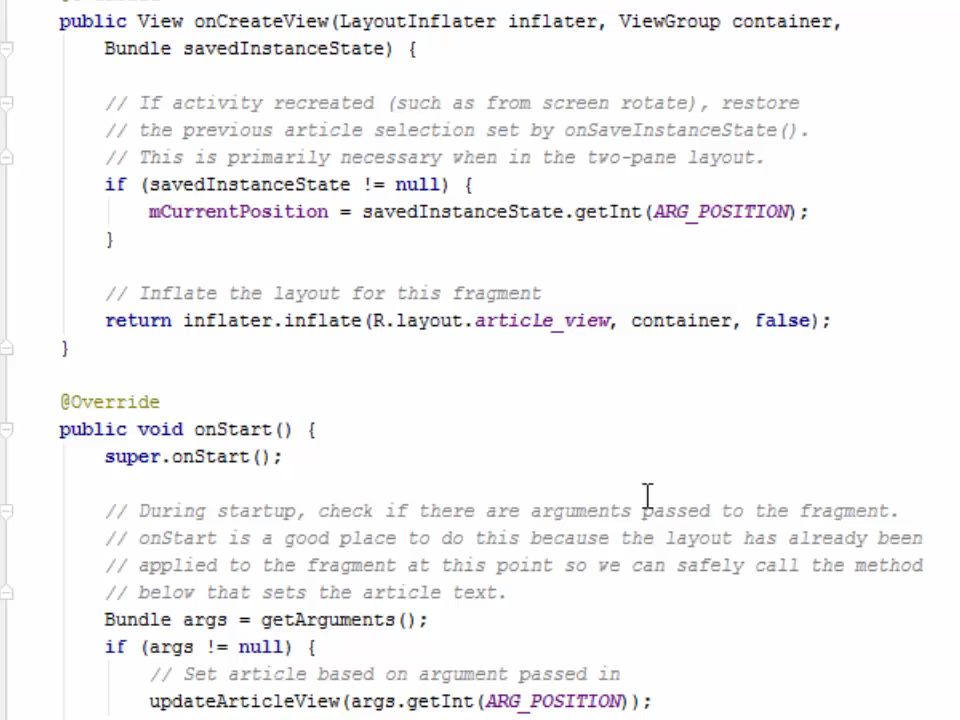 public View onCreateView(LayoutInflater inflater, ViewGroup container,
Bundle savedInstanceState) {
// If activity recreated (such as from screen rotate), restore
// the previous article selection set by onSaveInstanceState().
// This is primarily necessary when in the two-pane layout.
if (savedInstanceState != null) {
mCurrentPosition = savedInstanceState.getInt(ARG_POSITION);
}
// Inflate the layout for this fragment
return inflater.inflate(R.layout.article_view, container, false);
}
@Override
public void onStart() {
super.onStart();
// During startup, check if there are arguments passed to the fragment.
// onStart is a good place to do this because the layout has already been
// applied to the fragment at this point so we can safely call the method
// below that sets the article text.
Bundle args = getArguments();
if (args != null) {
// Set article based on argument passed in
updateArticleView(args.getInt(ARG_POSITION));